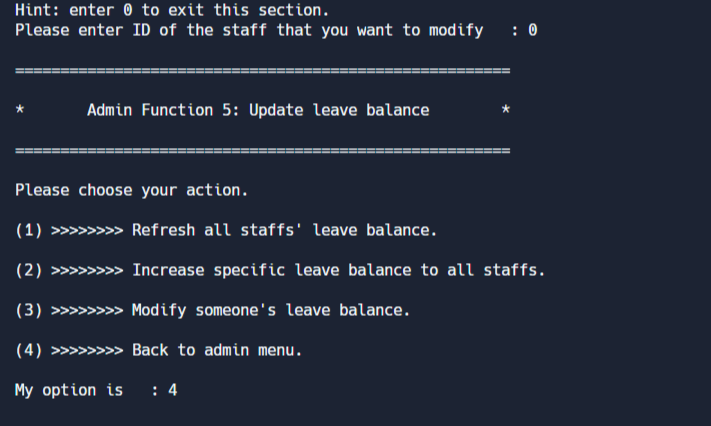 Hint: enter 0 to exit this section.
Please enter ID of the staff that you want to modify   : 0
=======================================================
*       Admin Function 5: Update leave balance        *
=======================================================
Please choose your action.
(1) >>>>>>>> Refresh all staffs' leave balance.
(2) >>>>>>>> Increase specific leave balance to all staffs.
(3) >>>>>>>> Modify someone's leave balance.
(4) >>>>>>>> Back to admin menu.
My option is   : 4